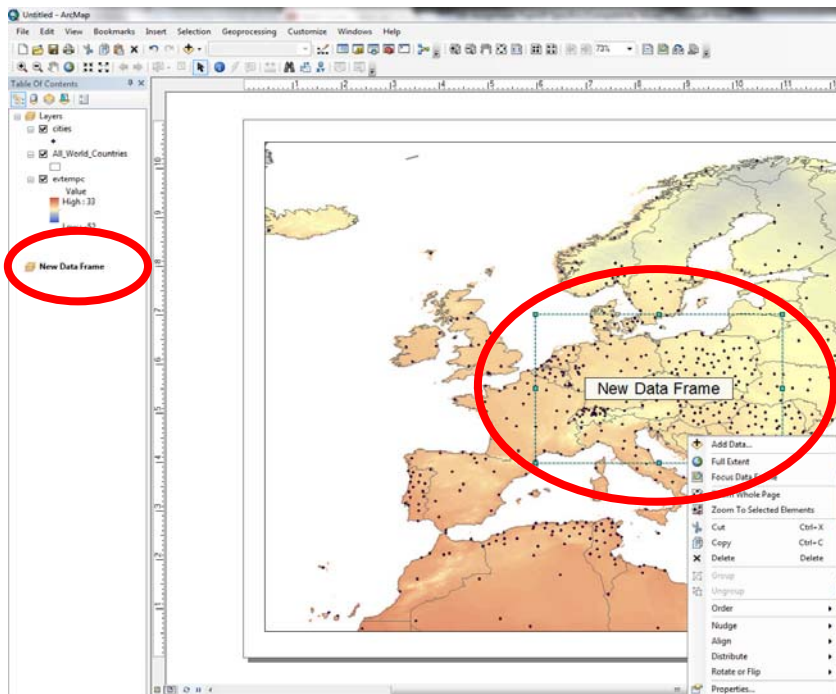 Untitled - ArcMap
File Edit View Bookmarks Insert Selection Geoprocessing Customize Windows Help
73%
Table Of Contents
Layers
cities
All_World_Countries
evtempc
Value
High : 33
New Data Frame
New Data Frame
Add Data...
Full Extent
Focus Data
Whole Page
Zoom To Selected Elements
Cut Ctrl+X
Copy Ctrl+C
Delete Delete
Group
Ungroup
Order
Nudge
Align
Distribute
Rotate or Flip
Properties...